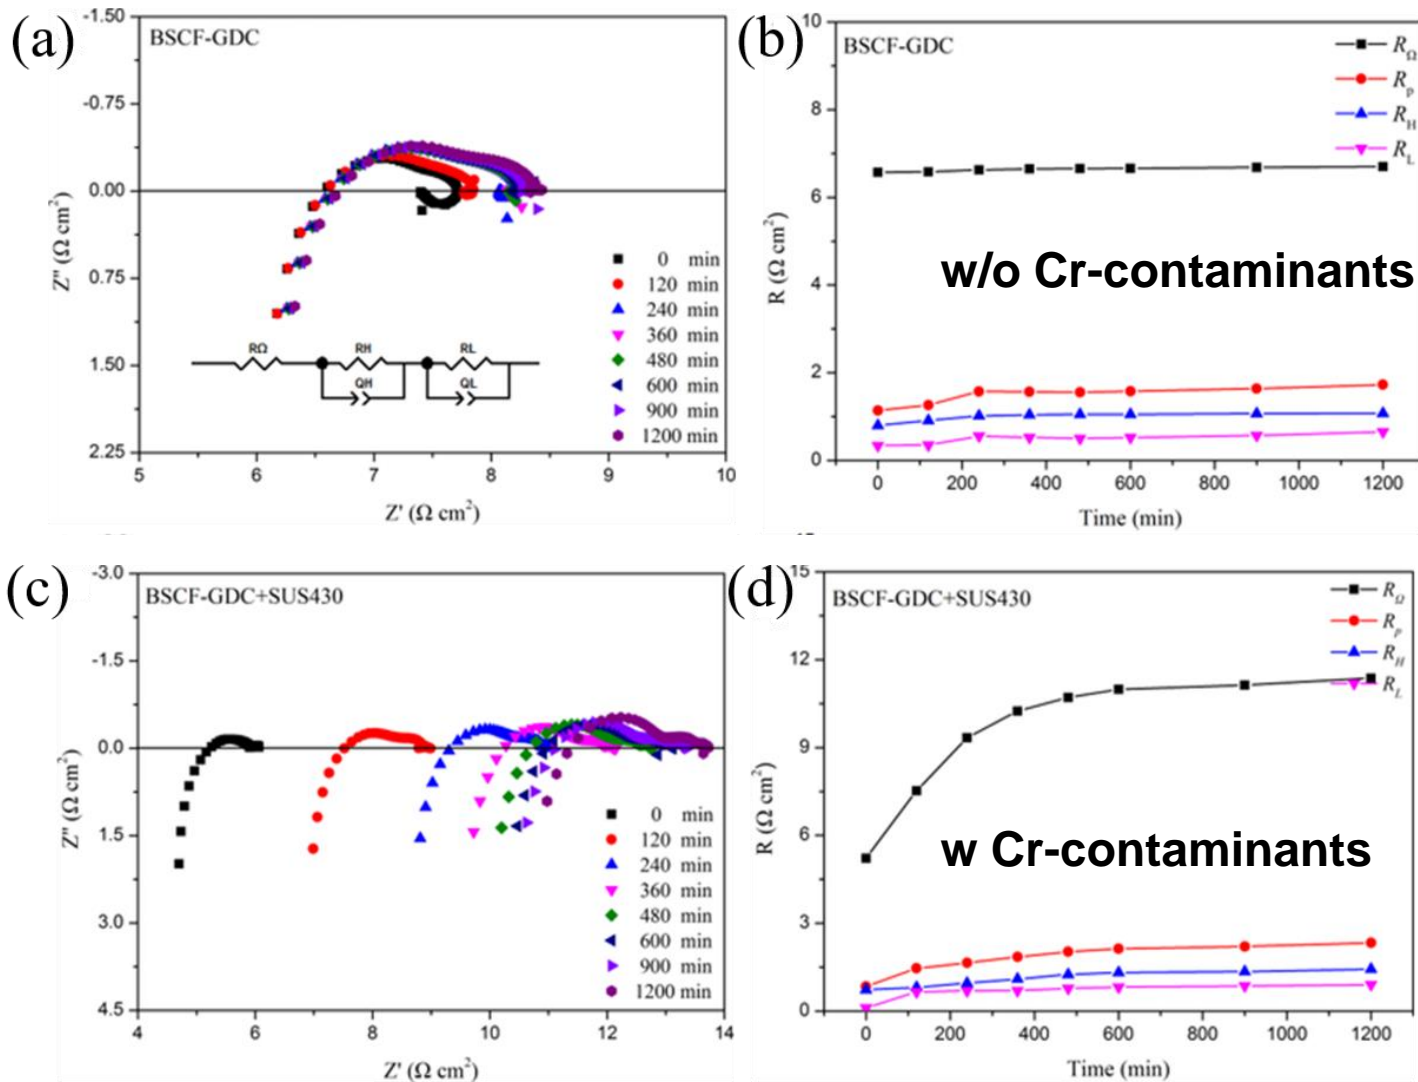 (a)
BSCF-GDC
-1.50
-0.75
0.00
0.75
1.50
2.25
Z'' (Ω cm²)
0 min
120 min
240 min
360 min
480 min
600 min
900 min
1200 min
RΩ RH RL
QH QL
5 6 7 8 9 10
Z' (Ω cm²)
(b)
BSCF-GDC
RΩ
Rp
RH
RL
10
8
6
4
2
0
R (Ω cm²)
w/o Cr-contaminants
0 200 400 600 800 1000 1200
Time (min)
(c)
BSCF-GDC+SUS430
-3.0
-1.5
0.0
1.5
3.0
4.5
Z'' (Ω cm²)
0 min
120 min
240 min
360 min
480 min
600 min
900 min
1200 min
4 6 8 10 12 14
Z' (Ω cm²)
(d)
BSCF-GDC+SUS430
RΩ
Rp
RH
RL
15
12
9
6
3
0
R (Ω cm²)
w Cr-contaminants
0 200 400 600 800 1000 1200
Time (min)